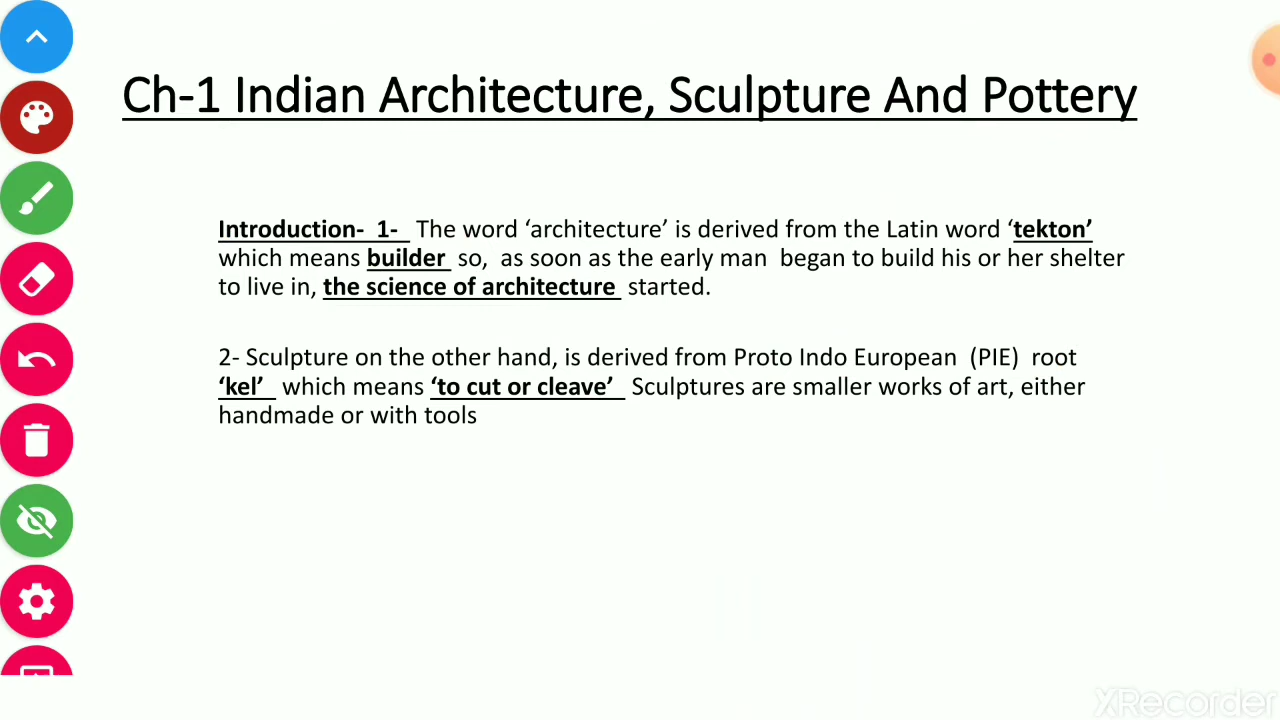 Ch-1 Indian Architecture, Sculpture And Pottery
Introduction- 1- The word ‘architecture’ is derived from the Latin word ‘tekton’
which means builder so, as soon as the early man began to build his or her shelter
to live in, the science of architecture started.
2- Sculpture on the other hand, is derived from Proto Indo European (PIE) root
‘kel’ which means ‘to cut or cleave’ Sculptures are smaller works of art, either
handmade or with tools
XRecorder